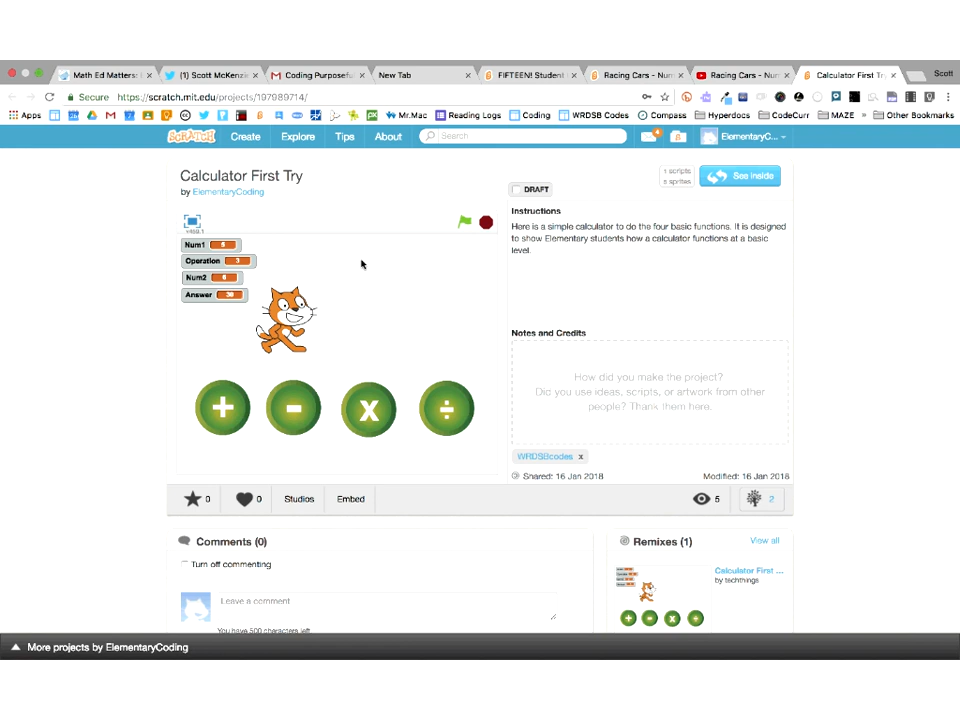 Math Ed Matters:
(1) Scott McKenzie
Coding Purposeful
New Tab
FIFTEEN! Student
Racing Cars - Num
Racing Cars - Num
Calculator First Try
Scott
Secure https://scratch.mit.edu/projects/197989714/
Apps
Mr.Mac
Reading Logs
Coding
WRDSB Codes
Compass
Hyperdocs
CodeCurr
MAZE
»
Other Bookmarks
SCRATCH
Create
Explore
Tips
About
Search
ElementaryC...
Calculator First Try
by ElementaryCoding
1 scripts
5 sprites
See inside
DRAFT
Instructions
Here is a simple calculator to do the four basic functions. It is designed
to show Elementary students how a calculator functions at a basic
level.
Num1
Operation 3
Num2
Answer
+ - x ÷
Notes and Credits
How did you make the project?
Did you use ideas, scripts, or artwork from other
people? Thank them here.
WRDSBcodes x
Shared: 16 Jan 2018
Modified: 16 Jan 2018
0
0
Studios
Embed
5
2
Comments (0)
Turn off commenting
Leave a comment
You have 500 characters left.
Remixes (1)
View all
Calculator First ...
by techthings
More projects by ElementaryCoding